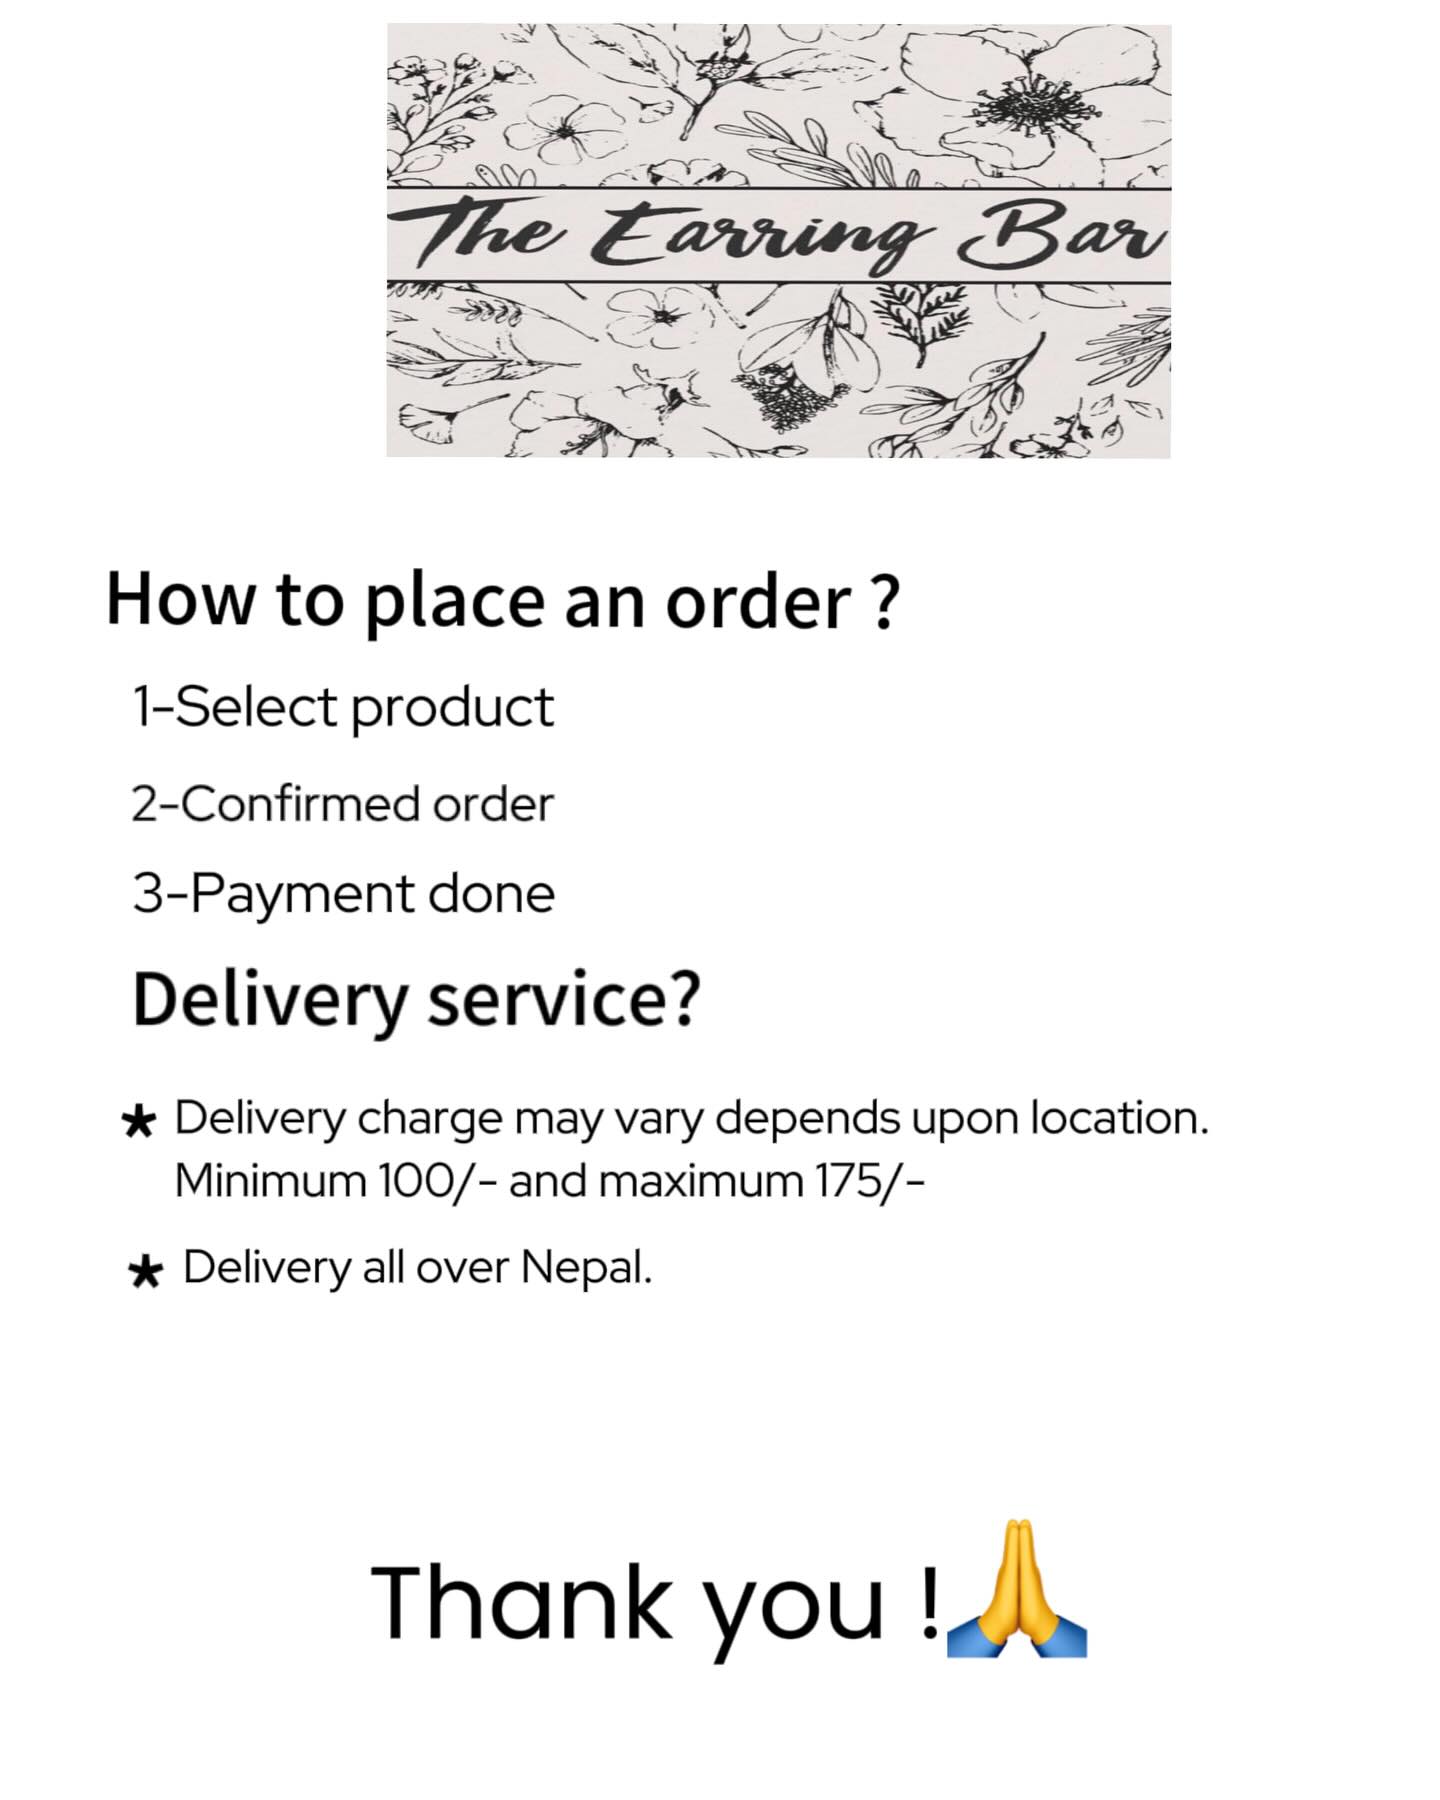 The Earring Bar
How to place an order ?
1-Select product
2-Confirmed order
3-Payment done
Delivery service?
* Delivery charge may vary depends upon location.
Minimum 100/- and maximum 175/-
* Delivery all over Nepal.
Thank you !🙏